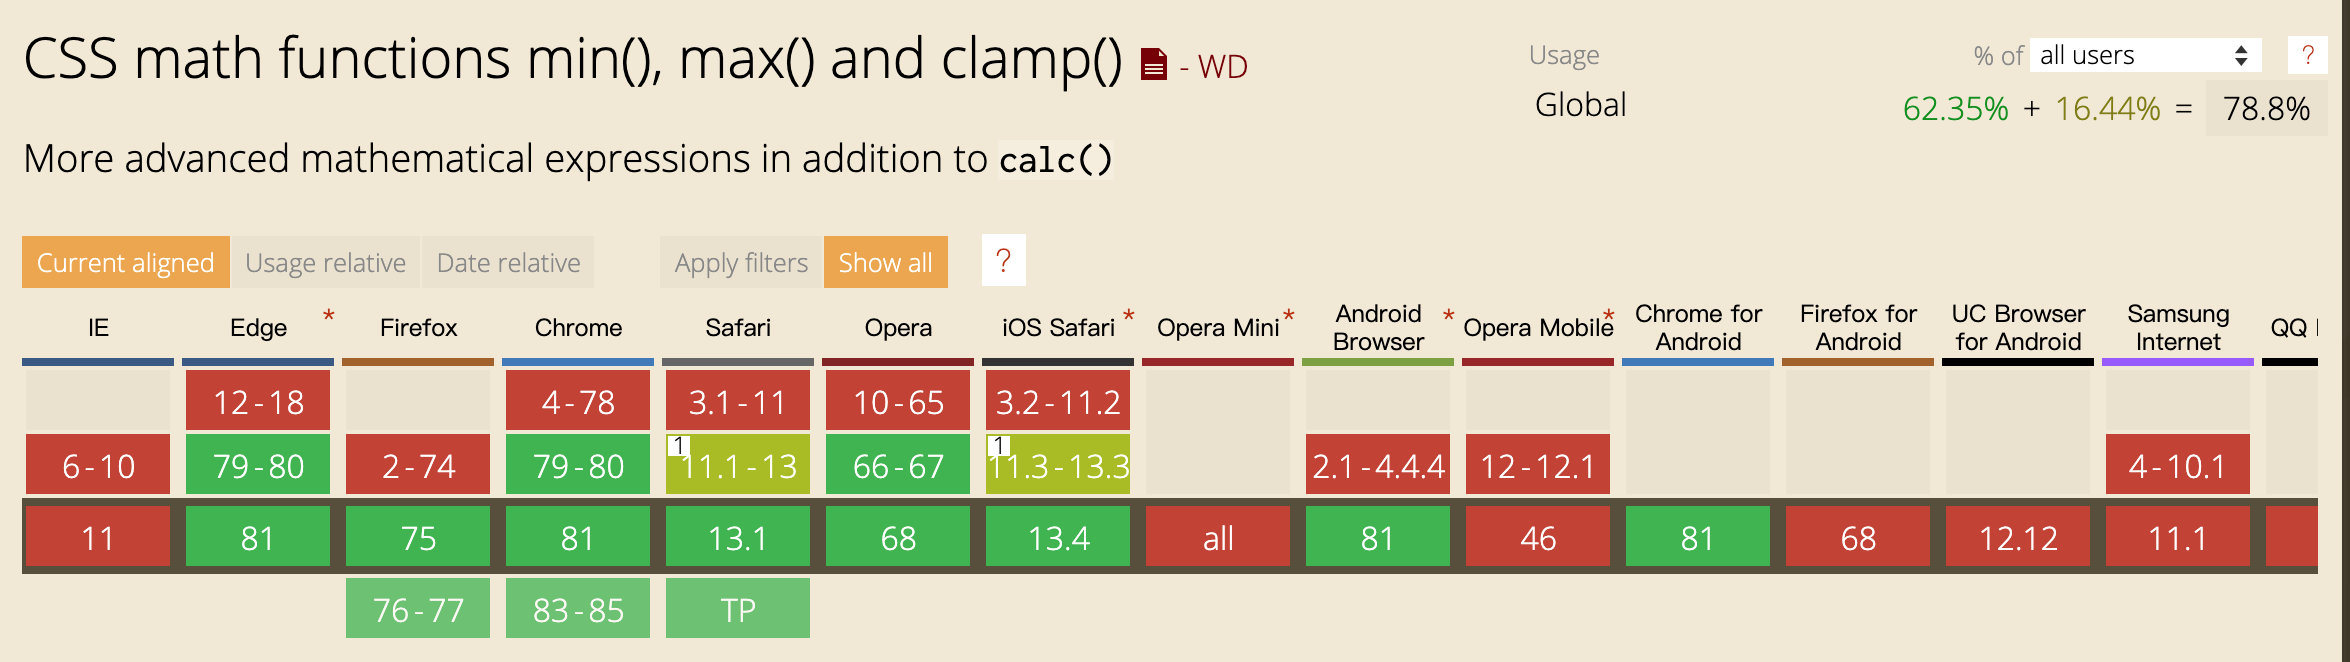 CSS math functions min(), max() and clamp() - WD
Usage % of all users ?
Global 62.35% + 16.44% = 78.8%
More advanced mathematical expressions in addition to calc()
Current aligned Usage relative Date relative Apply filters Show all ?
IE Edge * Firefox Chrome Safari Opera iOS Safari * Opera Mini * Android Browser * Opera Mobile * Chrome for Android Firefox for Android UC Browser for Android Samsung Internet QQ
12-18 4-78 3.1-11 10-65 3.2-11.2
6-10 79-80 2-74 79-80 1 11.1-13 66-67 1 11.3-13.3 2.1-4.4.4 12-12.1 4-10.1
11 81 75 81 13.1 68 13.4 all 81 46 81 68 12.12 11.1
76-77 83-85 TP